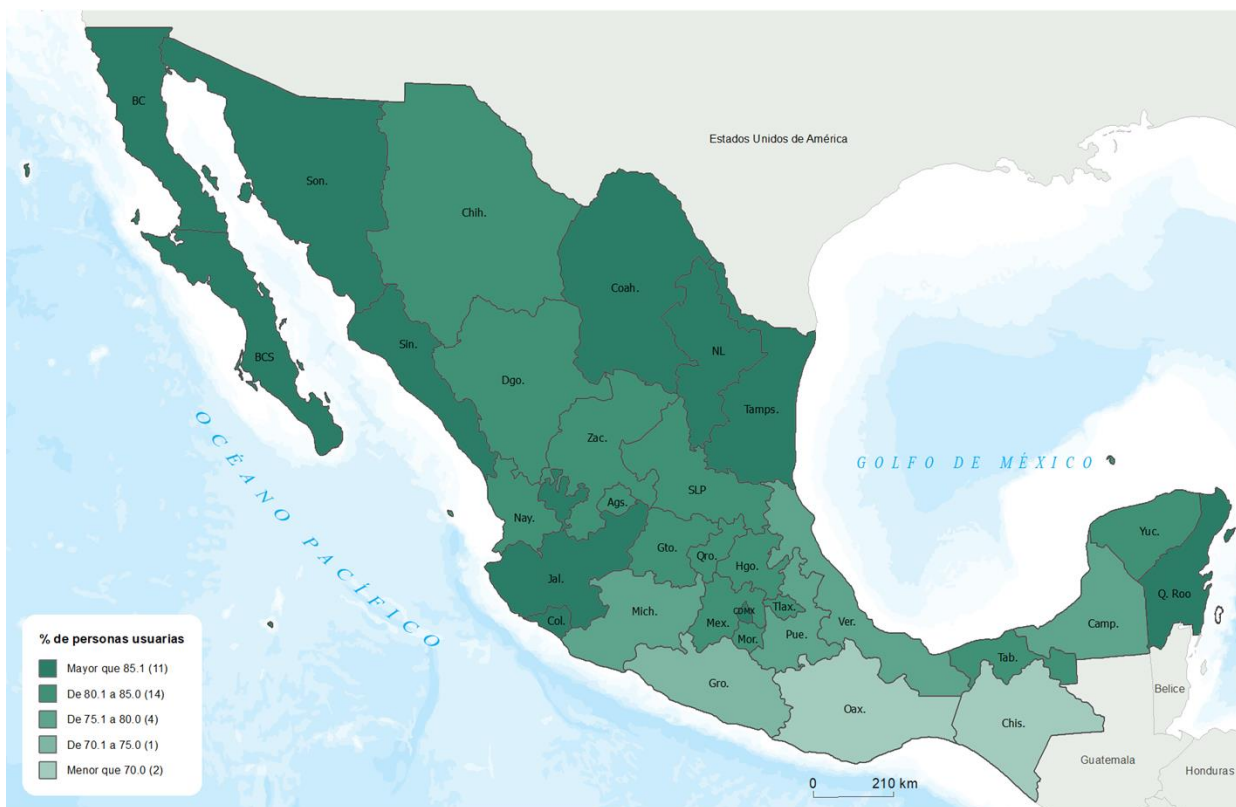 BC
Estados Unidos de América
Son.
Chih.
Coah.
NL
Sin.
BCS
Dgo.
Tamps.
Zac.
GOLFO DE MÉXICO
OCÉANO PACÍFICO
SLP
Ags.
Nay.
Yuc.
Gto.
Qro.
Hgo.
Jal.
Q. Roo
Mich.
CDMX
Tlax.
Col.
Mex.
Ver.
Camp.
Mor.
Pue.
Tab.
Gro.
Belice
Oax.
Chis.
Guatemala
Honduras
% de personas usuarias
Mayor que 85.1 (11)
De 80.1 a 85.0 (14)
De 75.1 a 80.0 (4)
De 70.1 a 75.0 (1)
Menor que 70.0 (2)
0 210 km